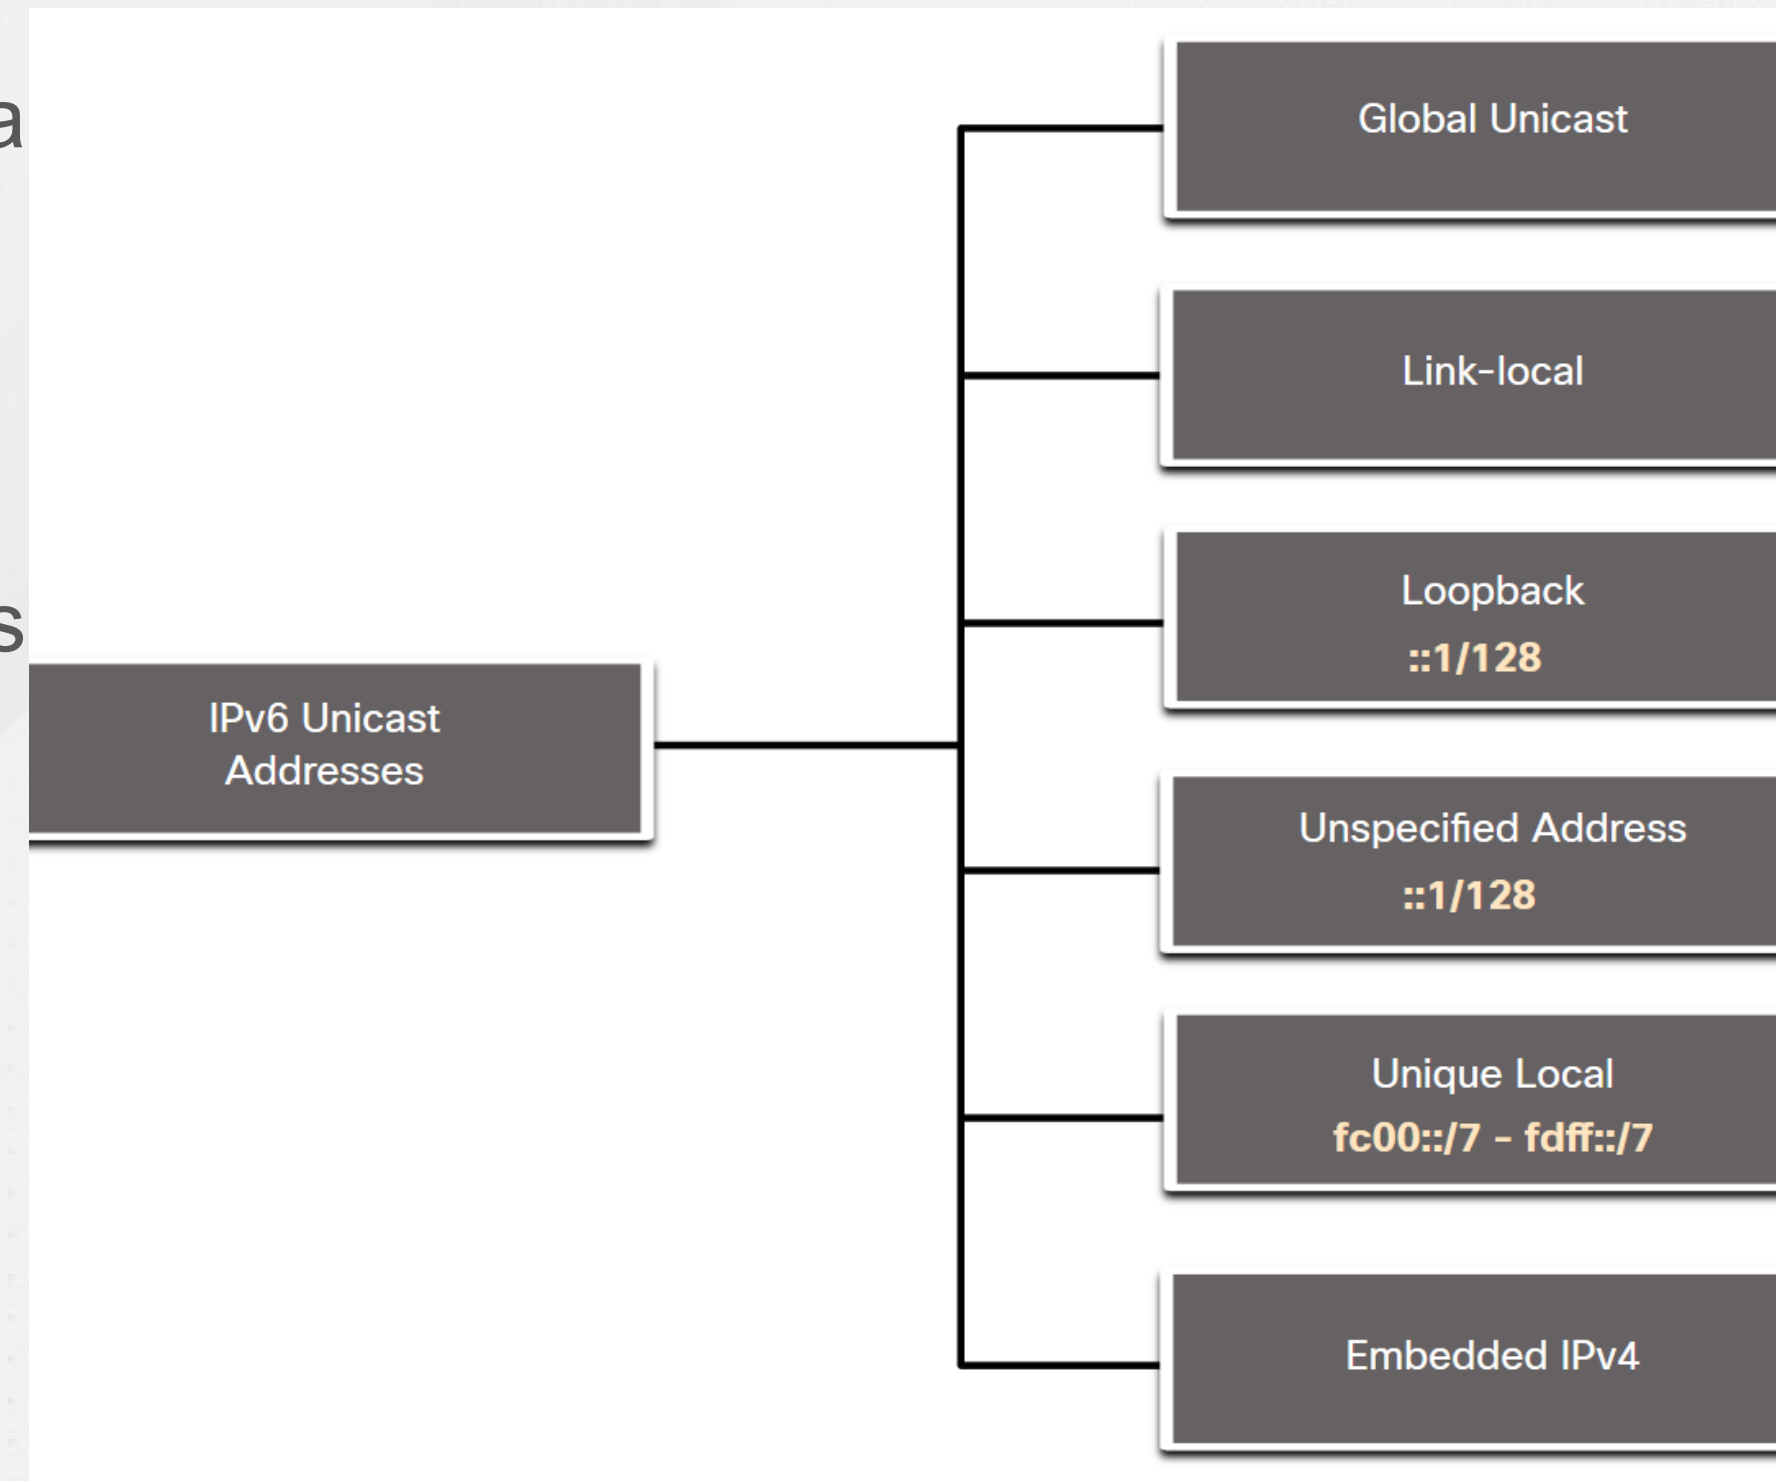 a
s
IPv6 Unicast
Addresses
Global Unicast
Link-local
Loopback
::1/128
Unspecified Address
::1/128
Unique Local
fc00::/7 - fdff::/7
Embedded IPv4